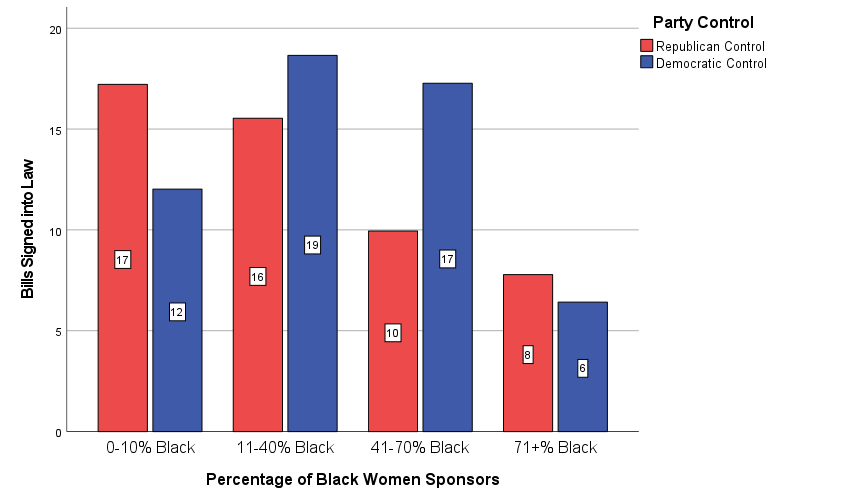 Party Control
Republican Control
Democratic Control
Bills Signed into Law
20
15
10
5
0
17
12
16
19
10
17
8
6
0-10% Black
11-40% Black
41-70% Black
71+% Black
Percentage of Black Women Sponsors